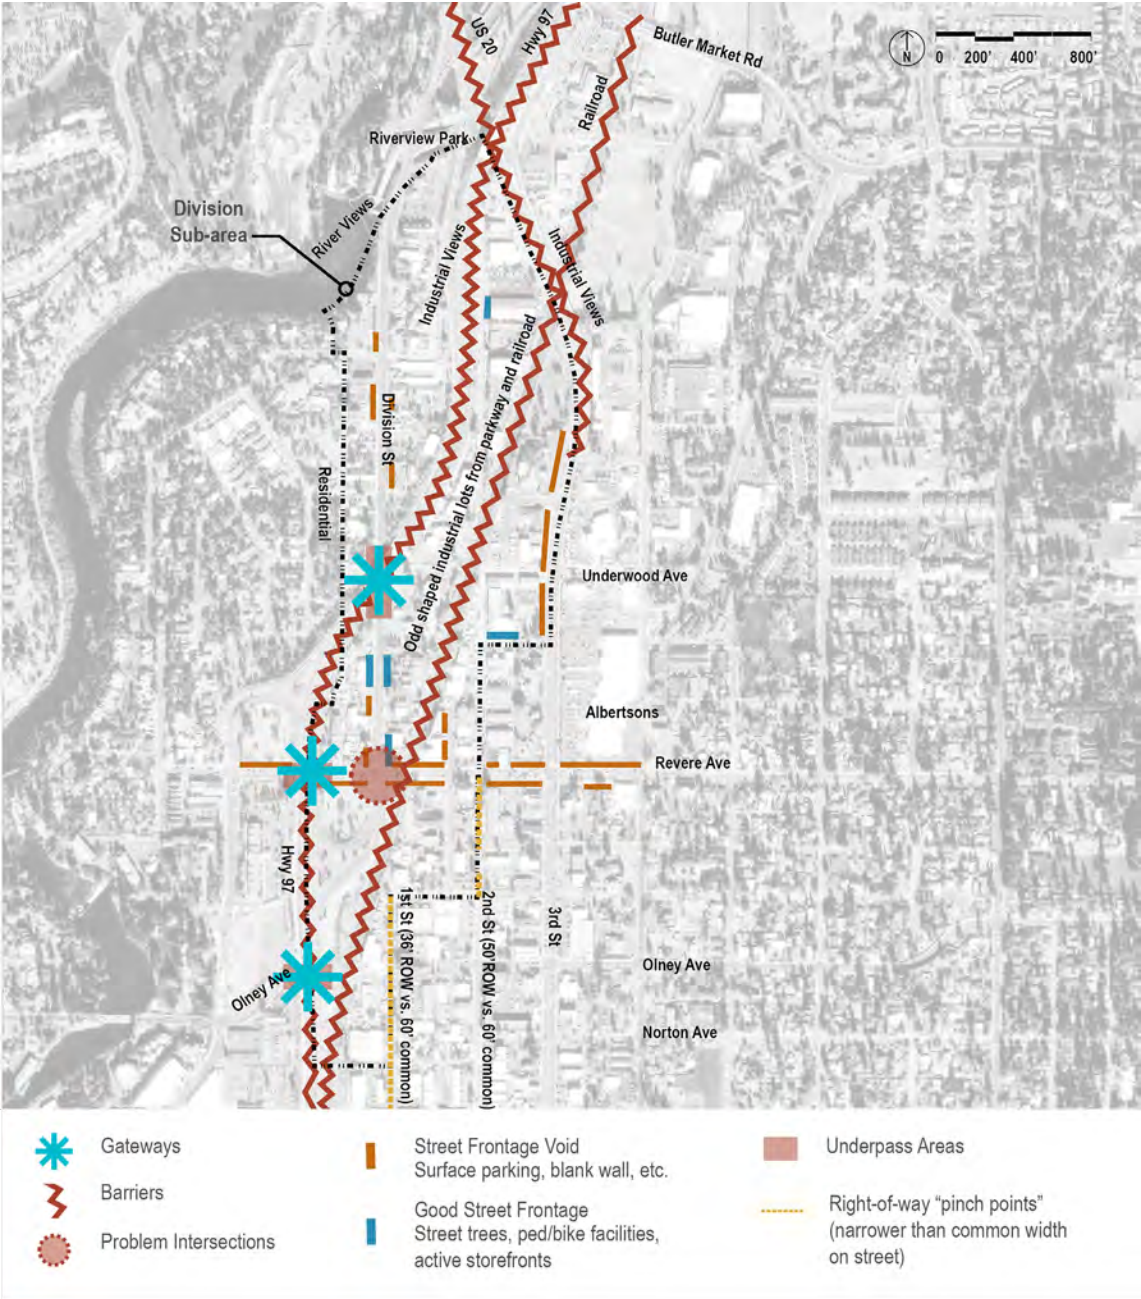 US 20
Hwy 97
Butler Market Rd
N
0 200' 400' 800'
Railroad
Riverview Park
Division
Sub-area
River Views
Industrial Views
Industrial Views
Odd shaped industrial lots from parkway and railroad
Division St
Residential
Underwood Ave
Albertsons
Revere Ave
Hwy 97
1st St (36' ROW vs. 60' common)
2nd St (50'ROW vs. 60' common)
3rd St
Olney Ave
Olney Ave
Norton Ave
Gateways
Barriers
Problem Intersections
Street Frontage Void
Surface parking, blank wall, etc.
Good Street Frontage
Street trees, ped/bike facilities,
active storefronts
Underpass Areas
Right-of-way “pinch points”
(narrower than common width
on street)